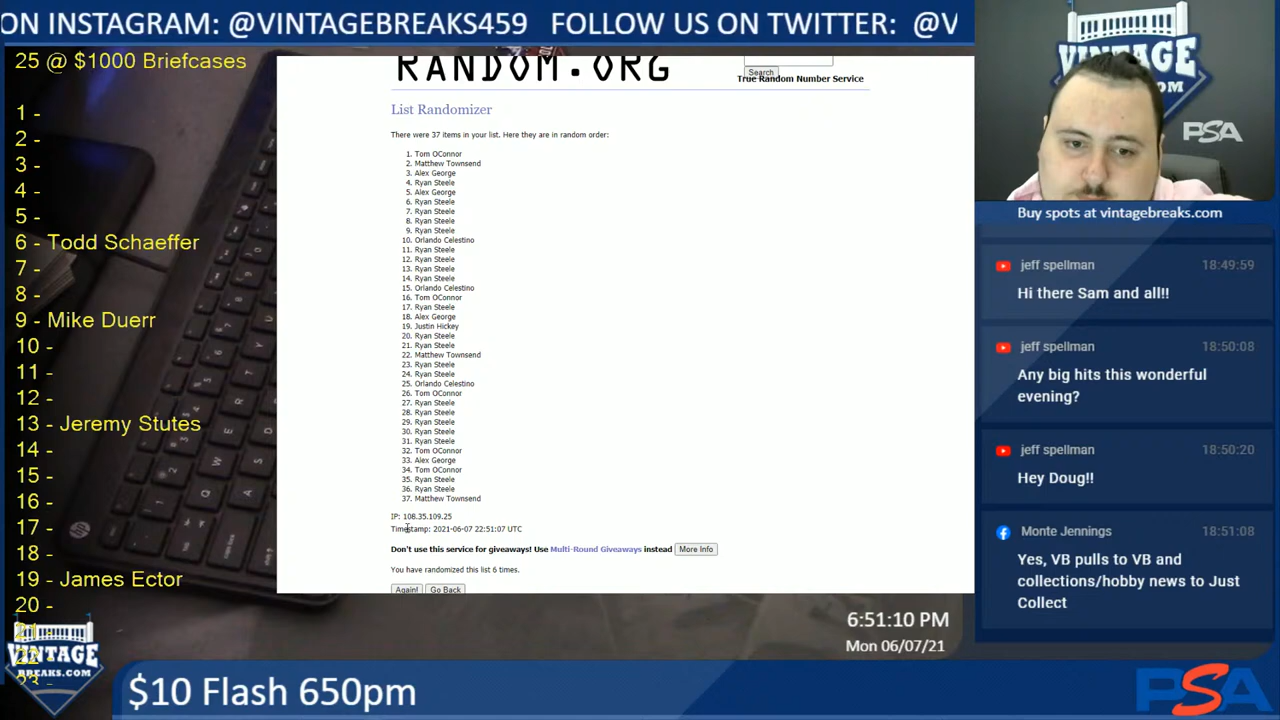 ON INSTAGRAM: @VINTAGEBREAKS459 FOLLOW US ON TWITTER: @V
25 @ $1000 Briefcases
1 -
2 -
3 -
4 -
5 -
6 - Todd Schaeffer
7 -
8 -
9 - Mike Duerr
10 -
11 -
12 -
13 - Jeremy Stutes
14 -
15 -
16 -
17 -
18 -
19 - James Ector
20 -
21 -
22 -
23 -
VINTAGE
BREAKS.COM
RANDOM.ORG
Search
True Random Number Service
List Randomizer
There were 37 items in your list. Here they are in random order:
1. Tom OConnor
2. Matthew Townsend
3. Alex George
4. Ryan Steele
5. Alex George
6. Ryan Steele
7. Ryan Steele
8. Ryan Steele
9. Ryan Steele
10. Orlando Celestino
11. Ryan Steele
12. Ryan Steele
13. Ryan Steele
14. Ryan Steele
15. Orlando Celestino
16. Tom OConnor
17. Ryan Steele
18. Alex George
19. Justin Hickey
20. Ryan Steele
21. Ryan Steele
22. Matthew Townsend
23. Ryan Steele
24. Ryan Steele
25. Orlando Celestino
26. Tom OConnor
27. Ryan Steele
28. Ryan Steele
29. Ryan Steele
30. Ryan Steele
31. Ryan Steele
32. Tom OConnor
33. Alex George
34. Tom OConnor
35. Ryan Steele
36. Ryan Steele
37. Matthew Townsend
IP: 108.35.109.25
Timestamp: 2021-06-07 22:51:07 UTC
Don't use this service for giveaways! Use Multi-Round Giveaways instead More Info
You have randomized this list 6 times.
Again! Go Back
VINTAGE
PSA
Buy spots at vintagebreaks.com
jeff spellman 18:49:59
Hi there Sam and all!!
jeff spellman 18:50:08
Any big hits this wonderful
evening?
jeff spellman 18:50:20
Hey Doug!!
Monte Jennings 18:51:08
Yes, VB pulls to VB and
collections/hobby news to Just
Collect
6:51:10 PM
Mon 06/07/21
$10 Flash 650pm
PSA